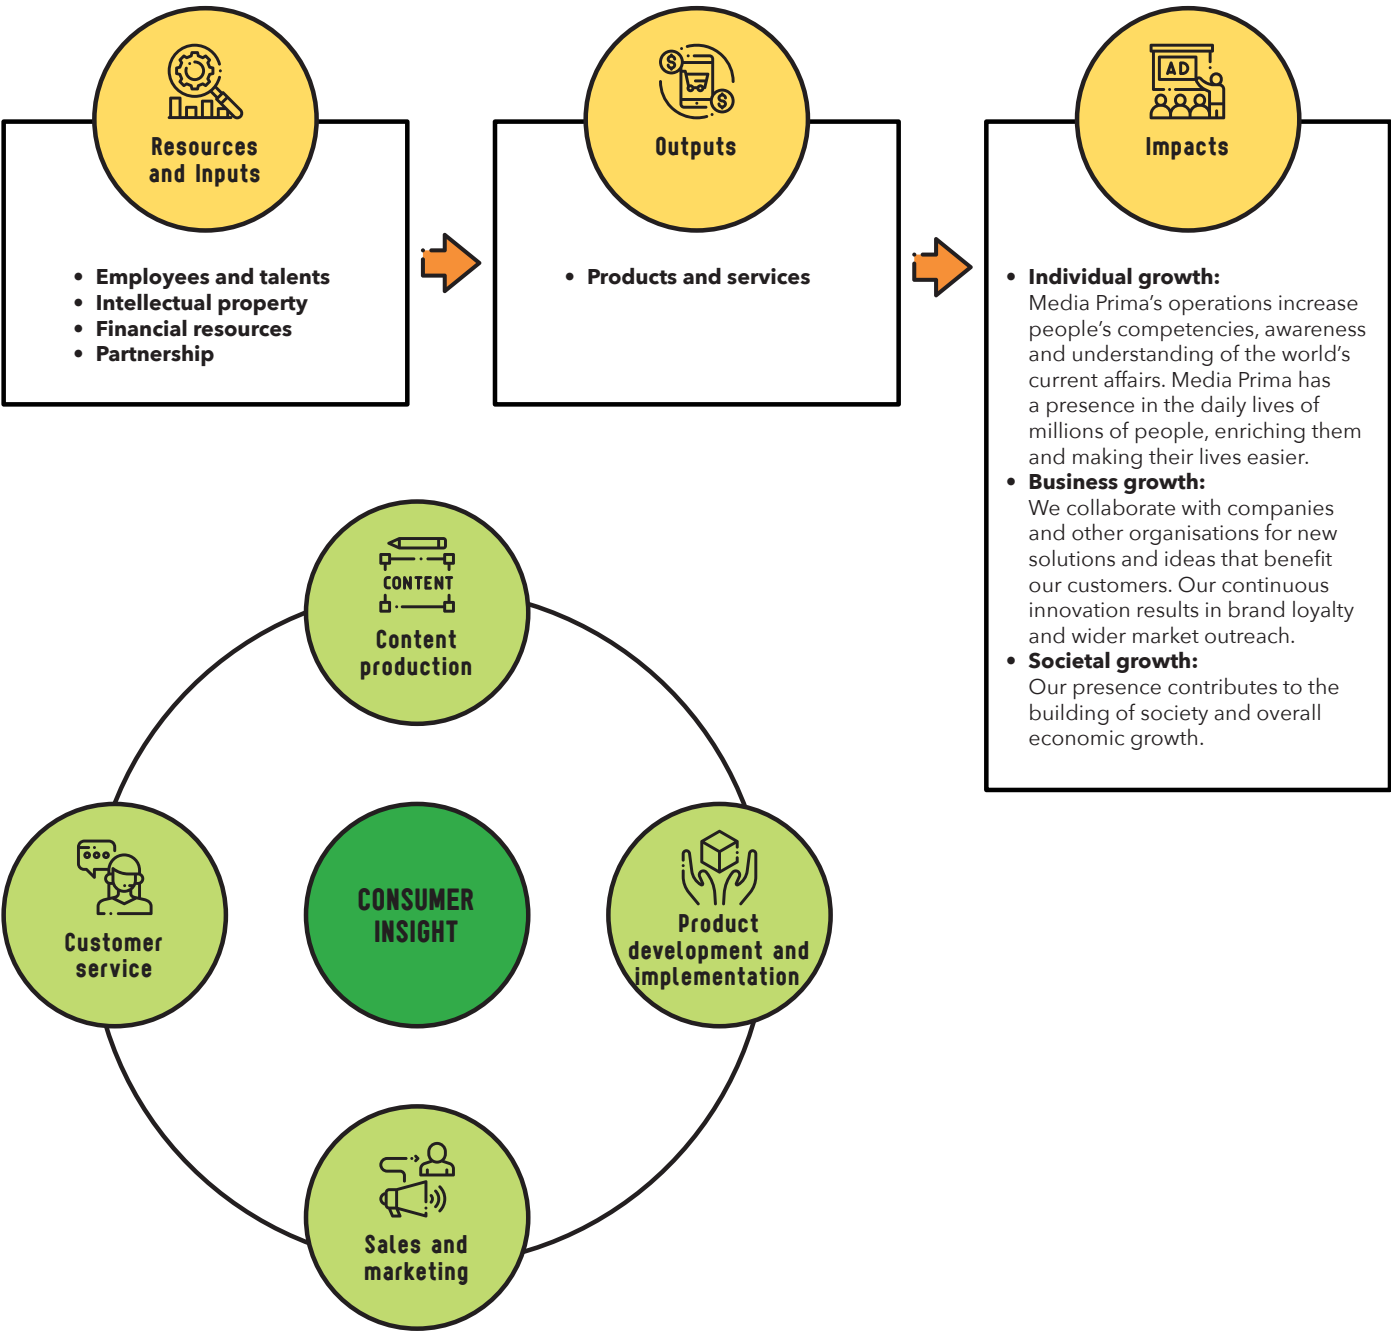 Resources
and Inputs
• Employees and talents
• Intellectual property
• Financial resources
• Partnership
$
$
Outputs
• Products and services
AD
Impacts
• Individual growth:
Media Prima’s operations increase
people’s competencies, awareness
and understanding of the world’s
current affairs. Media Prima has
a presence in the daily lives of
millions of people, enriching them
and making their lives easier.
• Business growth:
We collaborate with companies
and other organisations for new
solutions and ideas that benefit
our customers. Our continuous
innovation results in brand loyalty
and wider market outreach.
• Societal growth:
Our presence contributes to the
building of society and overall
economic growth.
CONTENT
Content
production
Customer
service
CONSUMER
INSIGHT
Product
development and
implementation
Sales and
marketing